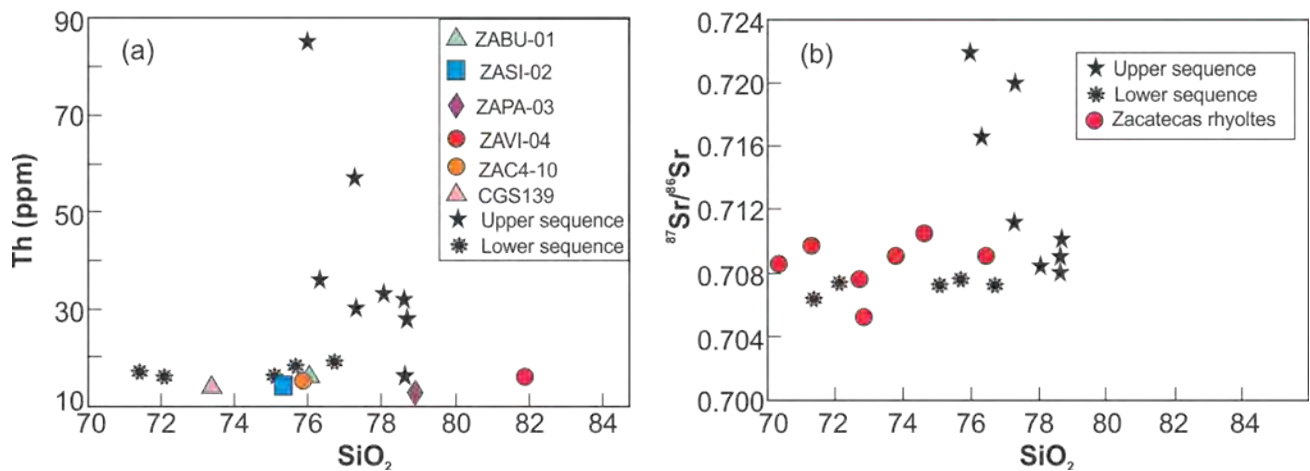 (a)
Th (ppm)
90
70
50
30
10
70
72
74
76
78
80
82
84
SiO₂
ZABU-01
ZASI-02
ZAPA-03
ZAVI-04
ZAC4-10
CGS139
Upper sequence
Lower sequence
(b)
⁸⁷Sr/⁸⁶Sr
0.724
0.720
0.716
0.712
0.708
0.704
0.700
70
72
74
76
78
80
82
84
SiO₂
Upper sequence
Lower sequence
Zacatecas rhyoltes